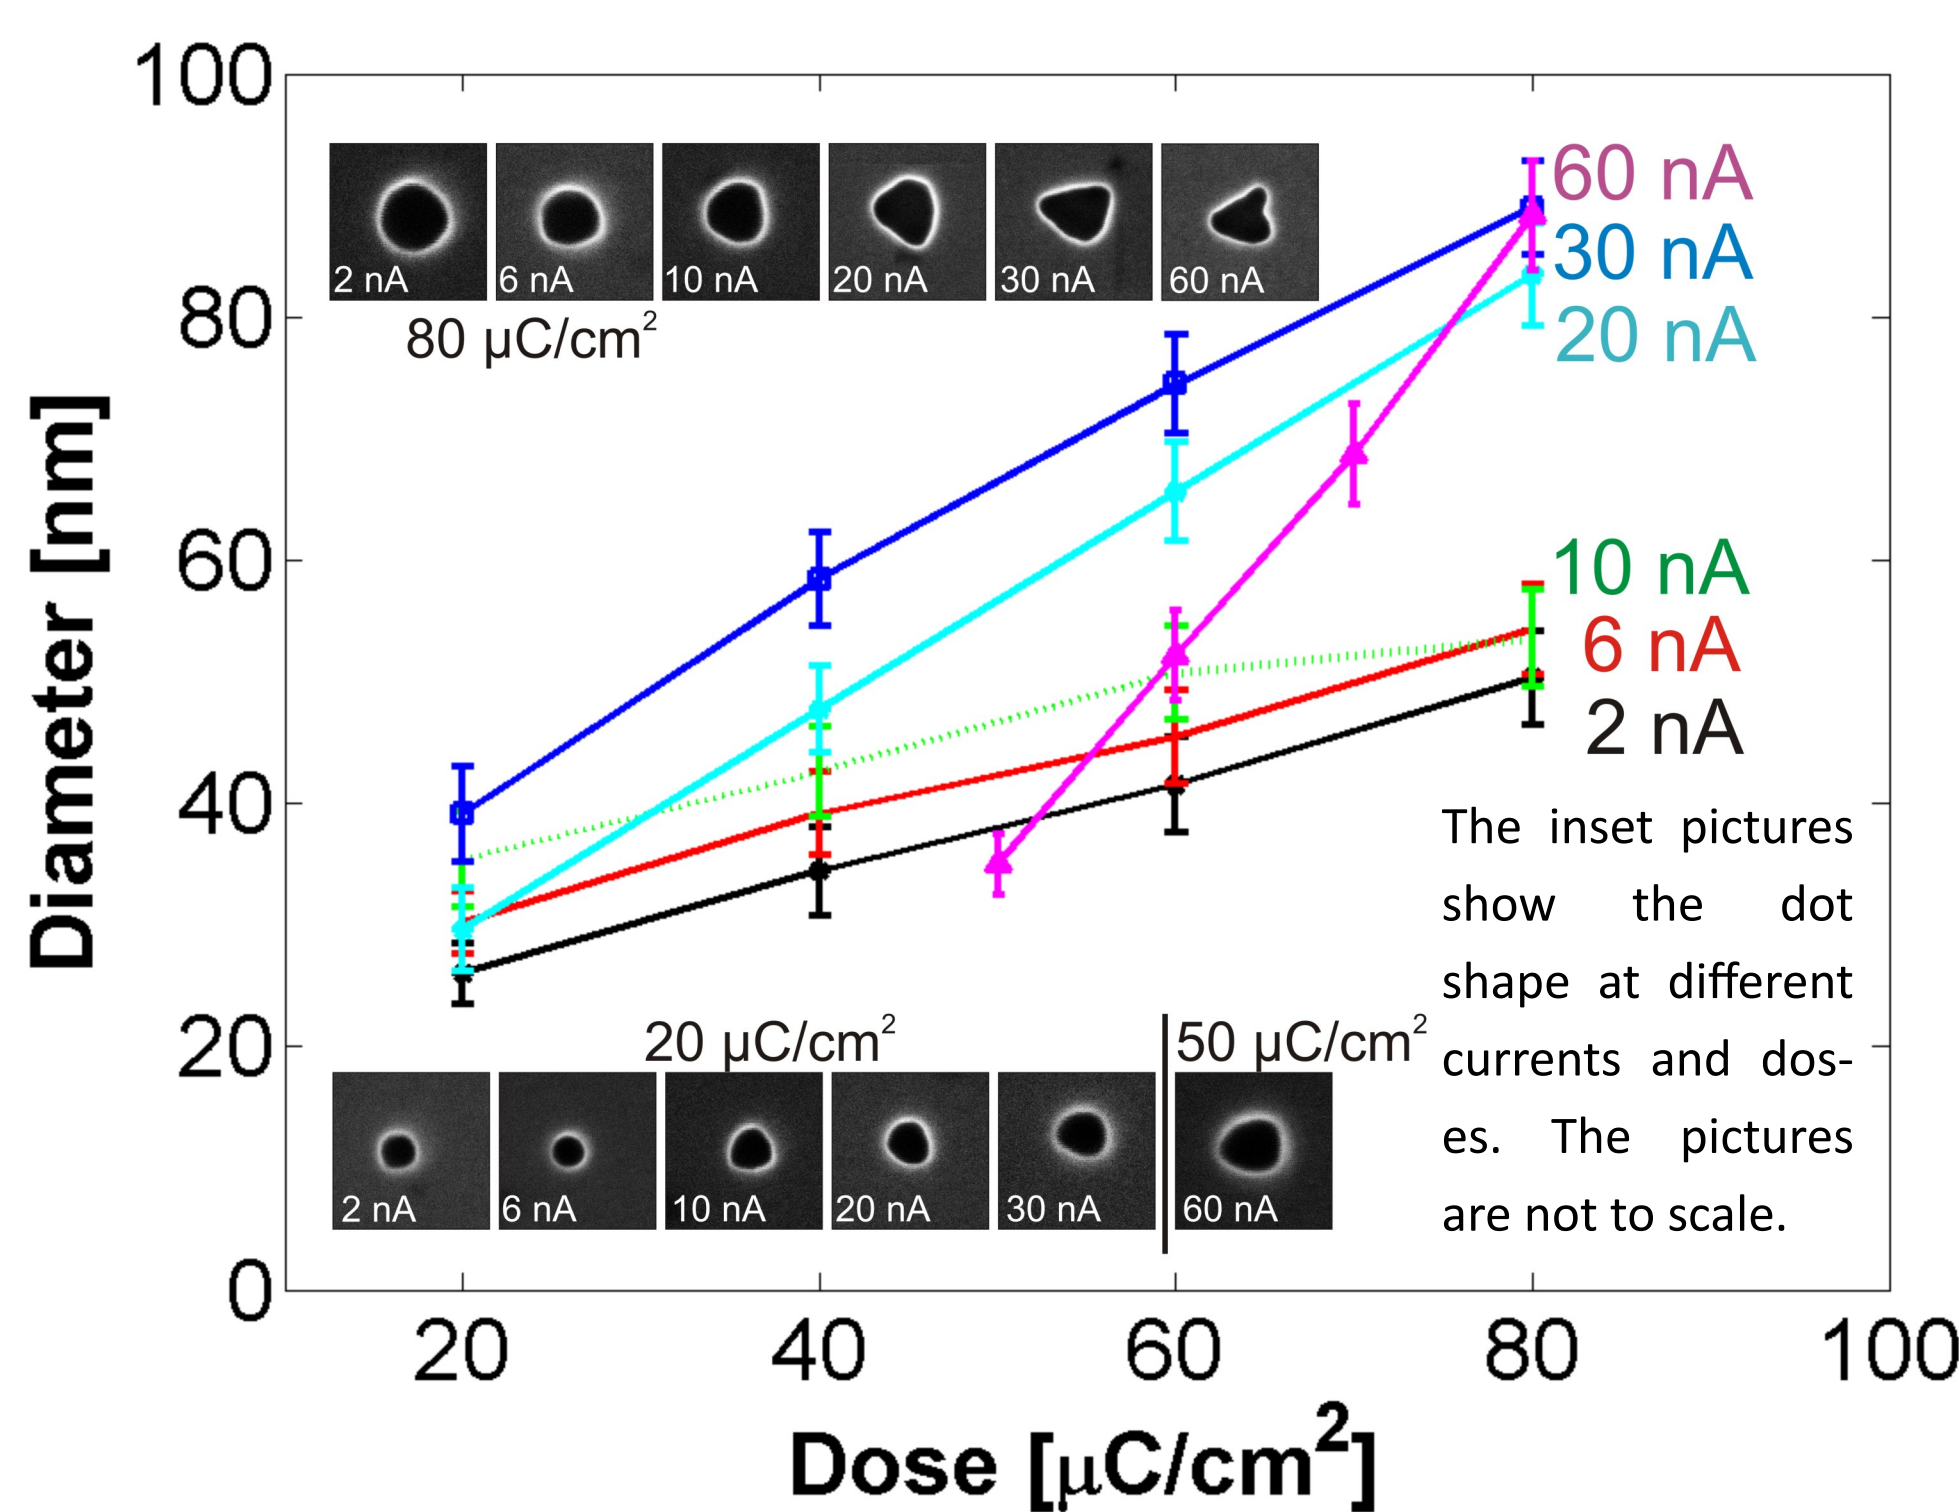 100
80
60
40
20
0
Diameter [nm]
2 nA
6 nA
10 nA
20 nA
30 nA
60 nA
80 µC/cm²
60 nA
30 nA
20 nA
10 nA
6 nA
2 nA
The inset pictures
show the dot
shape at different
currents and dos-
es. The pictures
are not to scale.
20 µC/cm²
50 µC/cm²
2 nA
6 nA
10 nA
20 nA
30 nA
60 nA
20
40
60
80
100
Dose [µC/cm²]